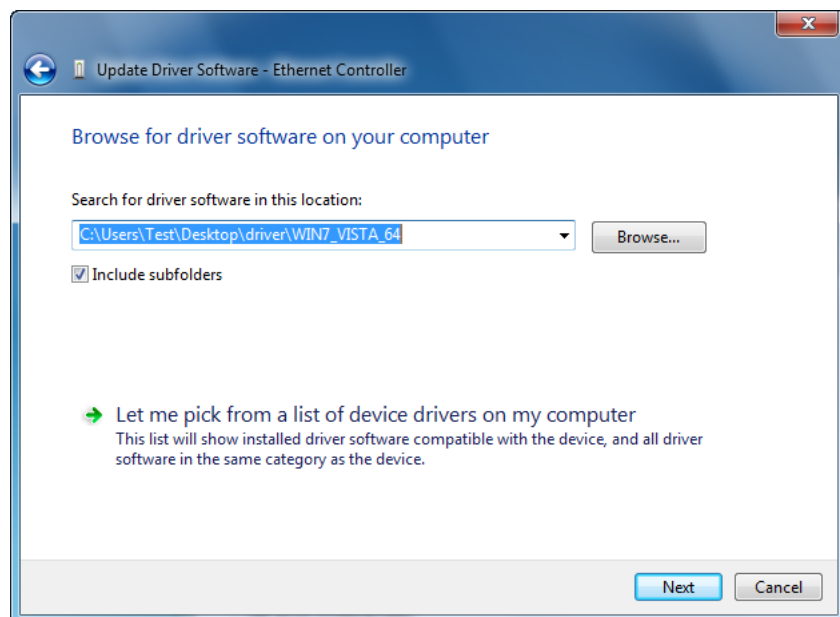 Update Driver Software - Ethernet Controller
Browse for driver software on your computer
Search for driver software in this location:
C:\Users\Test\Desktop\driver\WIN7_VISTA_64
Browse...
Include subfolders
Let me pick from a list of device drivers on my computer
This list will show installed driver software compatible with the device, and all driver
software in the same category as the device.
Next
Cancel